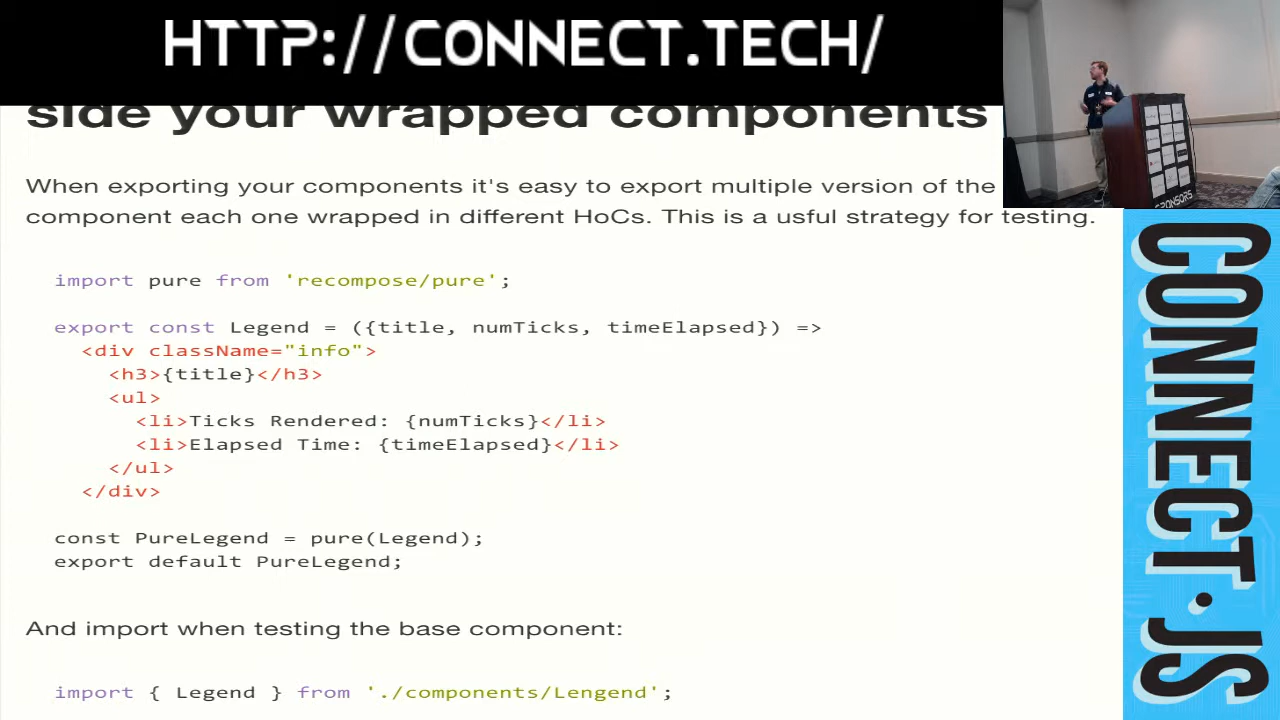 HTTP://CONNECT.TECH/
side your wrapped components
When exporting your components it's easy to export multiple version of the
component each one wrapped in different HoCs. This is a usful strategy for testing.
import pure from 'recompose/pure';
export const Legend = ({title, numTicks, timeElapsed}) =>
<div className="info">
<h3>{title}</h3>
<ul>
<li>Ticks Rendered: {numTicks}</li>
<li>Elapsed Time: {timeElapsed}</li>
</ul>
</div>
const PureLegend = pure(Legend);
export default PureLegend;
And import when testing the base component:
import { Legend } from './components/Lengend';
SPONSORS
CONNECT.JS